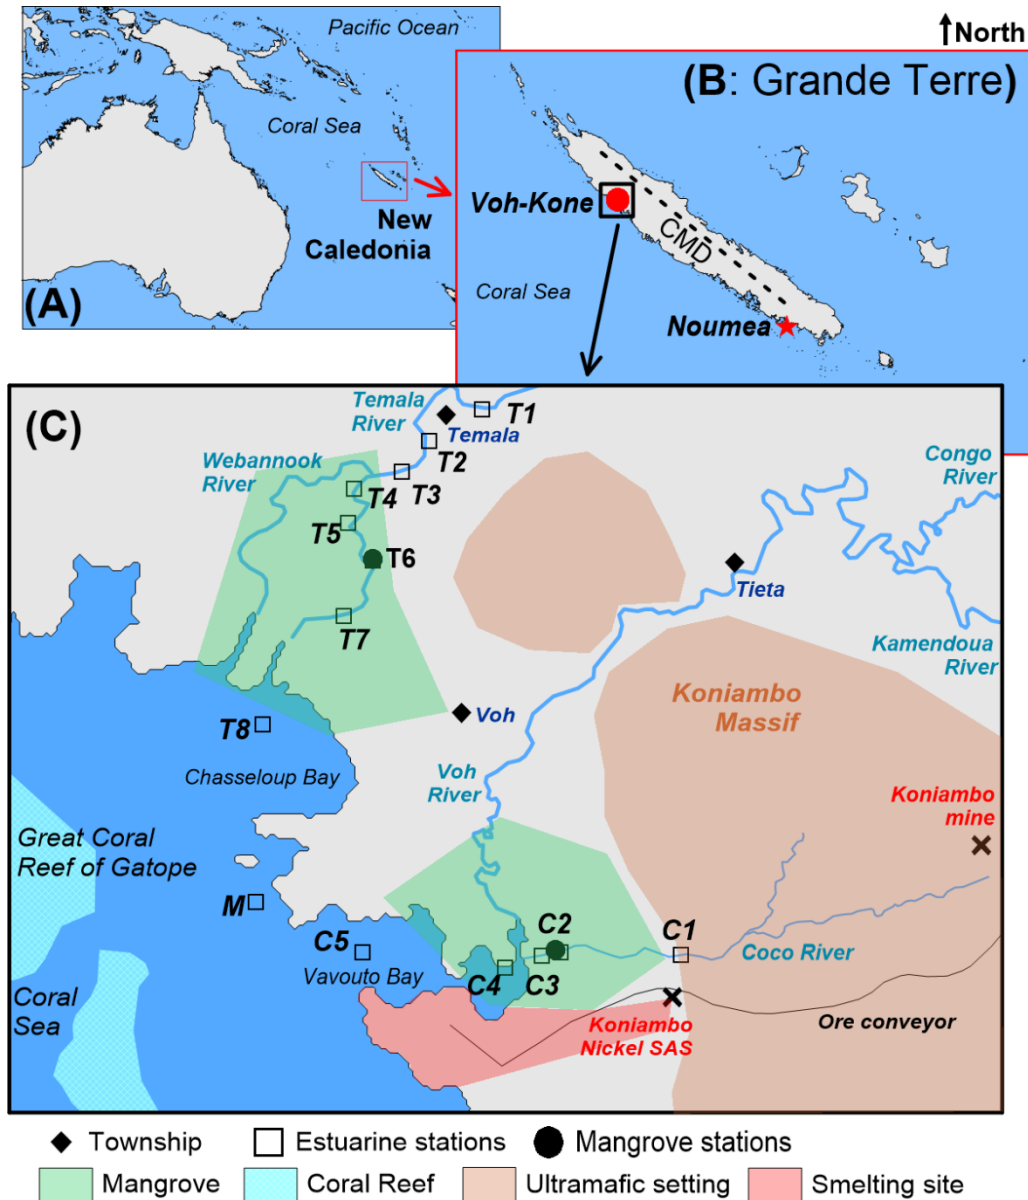 Pacific Ocean
Coral Sea
New
Caledonia
(A)
North
(B: Grande Terre)
Voh-Kone
CMD
Coral Sea
Noumea
(C)
Temala
River
T1
Temala
T2
Webannook
River
T3
T4
T5
T6
T7
Congo
River
Tieta
Kamendoua
River
Koniambo
Massif
T8
Voh
Chasseloup Bay
Voh
River
Koniambo
mine
Great Coral
Reef of Gatope
M
C5
Vavouto Bay
C2
C1
C4
C3
Coco River
Coral
Sea
Koniambo
Nickel SAS
Ore conveyor
Township
Estuarine stations
Mangrove stations
Mangrove
Coral Reef
Ultramafic setting
Smelting site